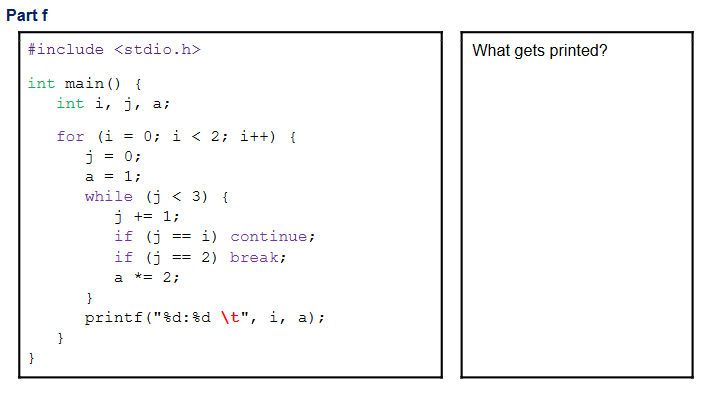 Part f
#include <stdio.h>
int main() {
   int i, j, a;
   for (i = 0; i < 2; i++) {
      j = 0;
      a = 1;
      while (j < 3) {
         j += 1;
         if (j == i) continue;
         if (j == 2) break;
         a *= 2;
      }
      printf("%d:%d \t", i, a);
   }
}
What gets printed?